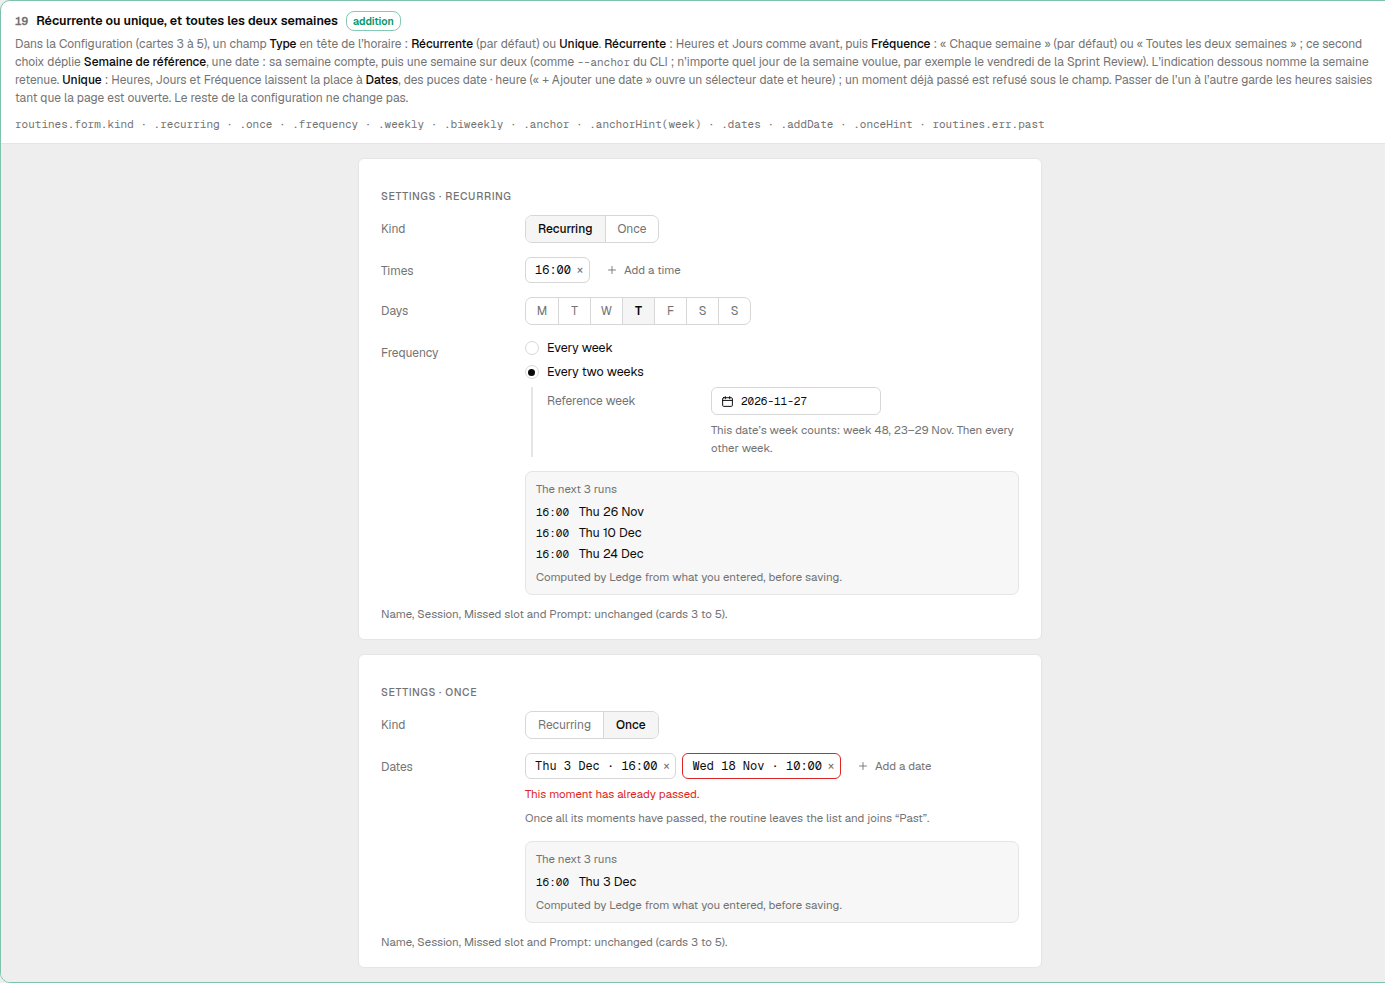 19 Récurrente ou unique, et toutes les deux semaines addition
Dans la Configuration (cartes 3 à 5), un champ Type en tête de l’horaire : Récurrente (par défaut) ou Unique. Récurrente : Heures et Jours comme avant, puis Fréquence : « Chaque semaine » (par défaut) ou « Toutes les deux semaines » ; ce second
choix déplie Semaine de référence, une date : sa semaine compte, puis une semaine sur deux (comme --anchor du CLI ; n’importe quel jour de la semaine voulue, par exemple le vendredi de la Sprint Review). L’indication dessous nomme la semaine
retenue. Unique : Heures, Jours et Fréquence laissent la place à Dates, des puces date · heure (« + Ajouter une date » ouvre un sélecteur date et heure) ; un moment déjà passé est refusé sous le champ. Passer de l’un à l’autre garde les heures saisies
tant que la page est ouverte. Le reste de la configuration ne change pas.
routines.form.kind · .recurring · .once · .frequency · .weekly · .biweekly · .anchor · .anchorHint(week) · .dates · .addDate · .onceHint · routines.err.past
SETTINGS · RECURRING
Kind Recurring Once
Times 16:00 × + Add a time
Days M T W T F S S
Frequency Every week
Every two weeks
Reference week 2026-11-27
This date’s week counts: week 48, 23–29 Nov. Then every
other week.
The next 3 runs
16:00 Thu 26 Nov
16:00 Thu 10 Dec
16:00 Thu 24 Dec
Computed by Ledge from what you entered, before saving.
Name, Session, Missed slot and Prompt: unchanged (cards 3 to 5).
SETTINGS · ONCE
Kind Recurring Once
Dates Thu 3 Dec · 16:00 × Wed 18 Nov · 10:00 × + Add a date
This moment has already passed.
Once all its moments have passed, the routine leaves the list and joins “Past”.
The next 3 runs
16:00 Thu 3 Dec
Computed by Ledge from what you entered, before saving.
Name, Session, Missed slot and Prompt: unchanged (cards 3 to 5).